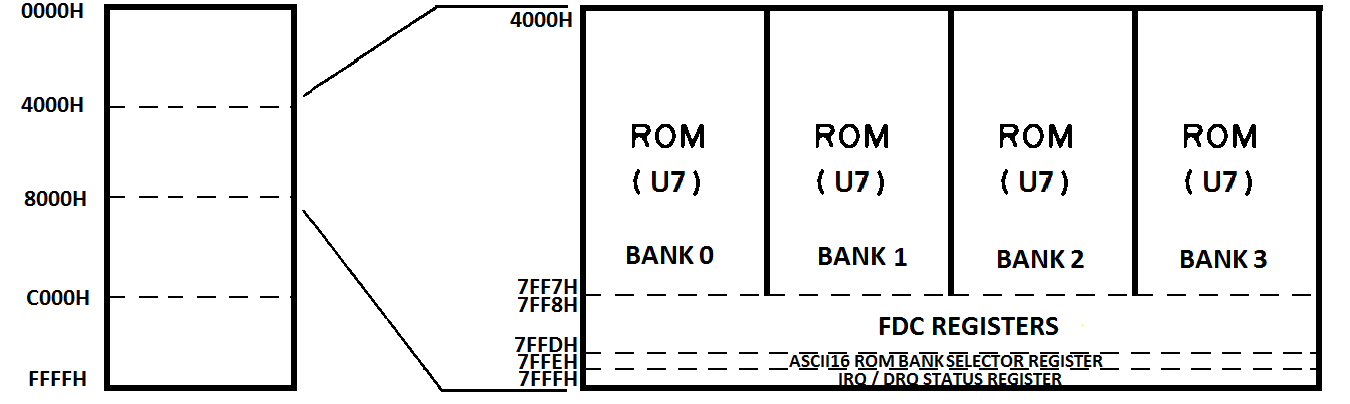 0000H
4000H
8000H
C000H
FFFFH
4000H
7FF7H
7FF8H
7FFDH
7FFEH
7FFFH
ROM
(U7)
BANK 0
ROM
(U7)
BANK 1
ROM
(U7)
BANK 2
ROM
(U7)
BANK 3
FDC REGISTERS
ASCII16 ROM BANK SELECTOR REGISTER
IRQ / DRQ STATUS REGISTER